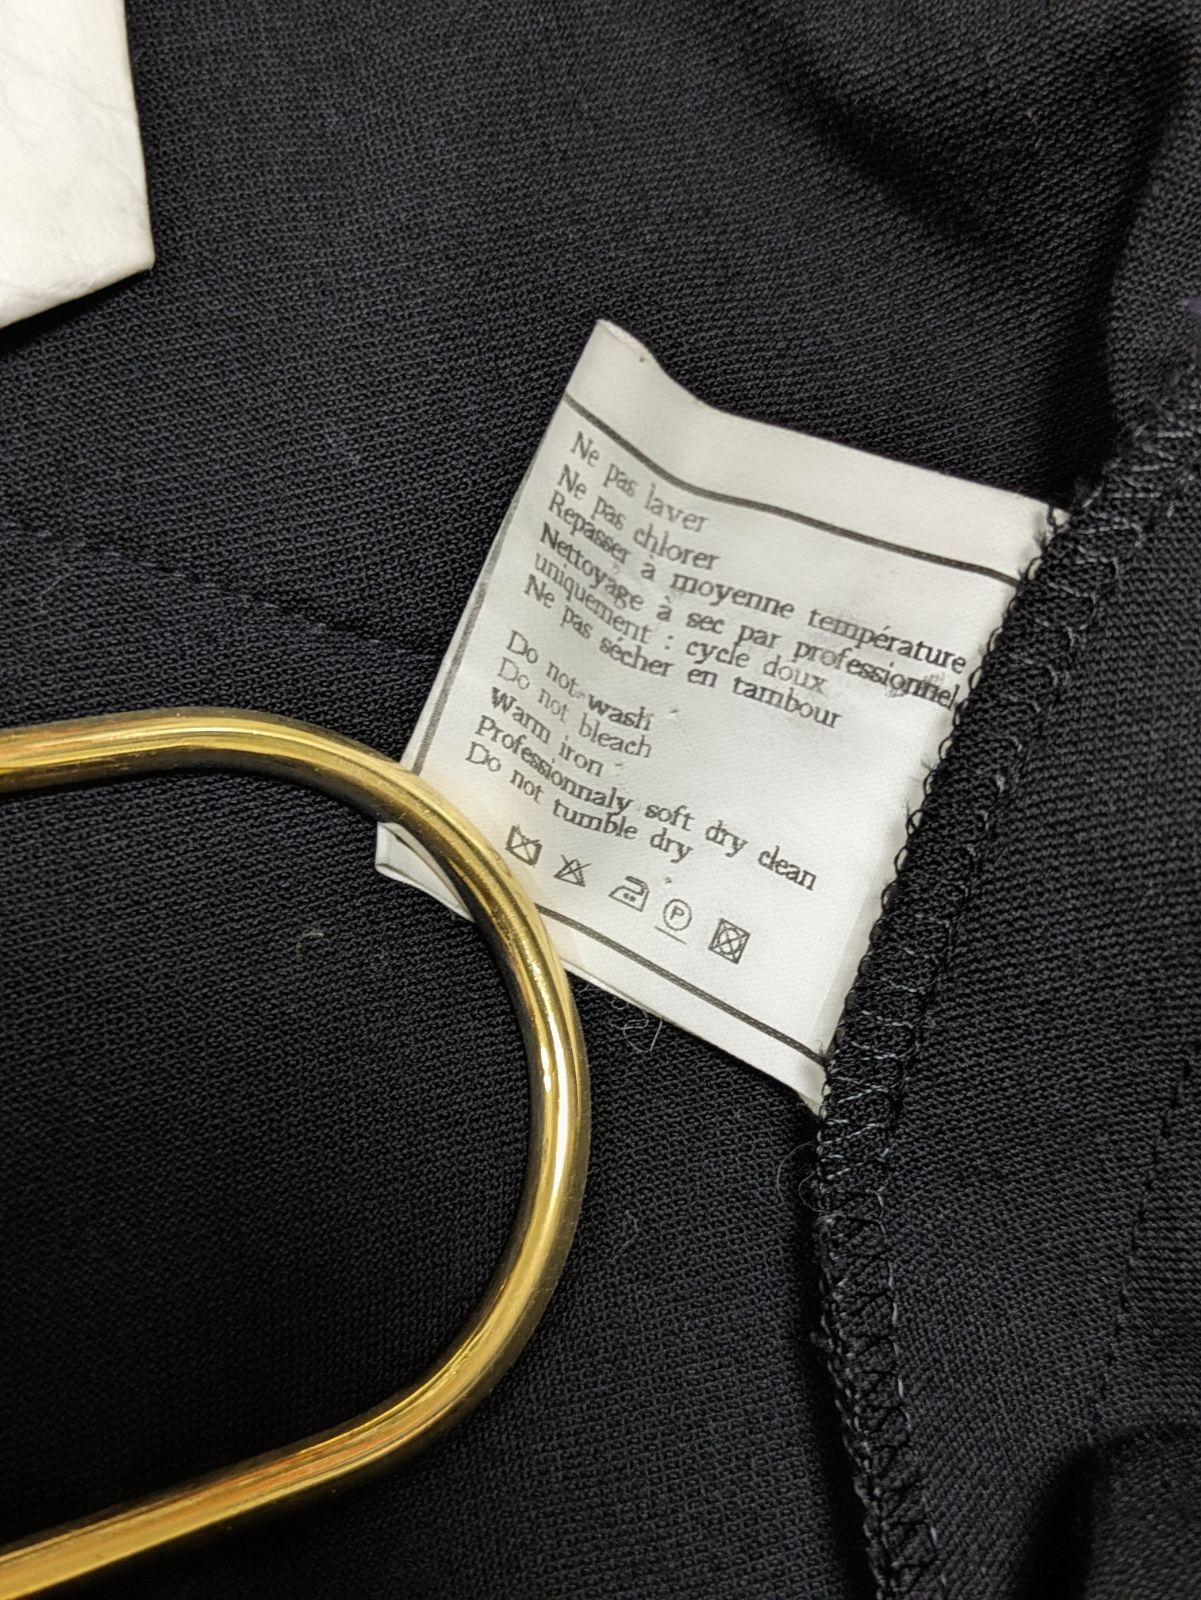 Ne pas laver
Ne pas chlorer
Repasser à moyenne température
Nettoyage à sec par professionnel
uniquement : cycle doux
Ne pas sécher en tambour
Do not wash
Do not bleach
Warm iron
Professionnaly soft dry clean
Do not tumble dry
P